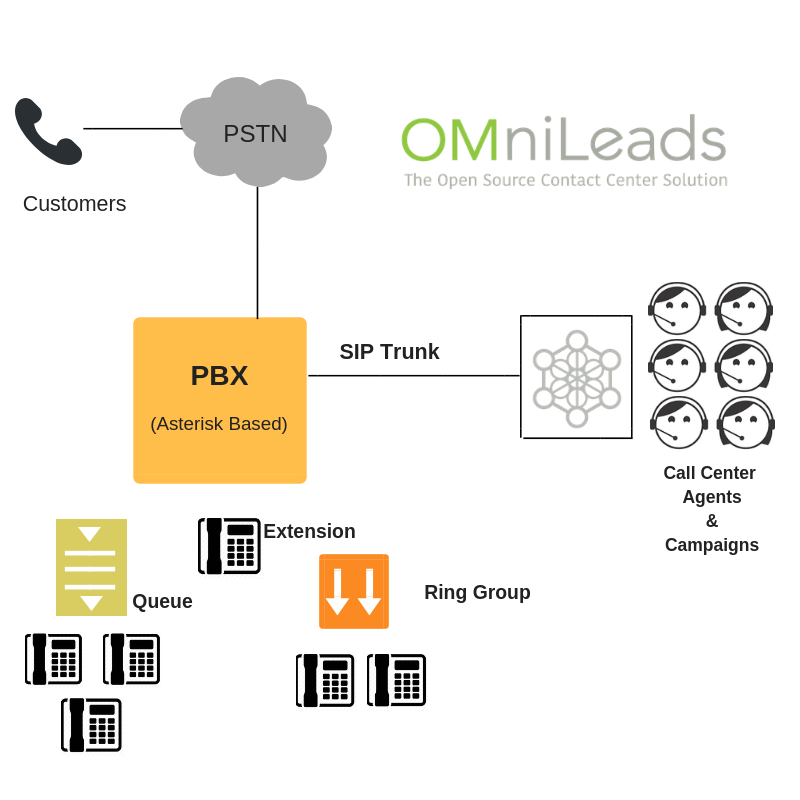 PSTN
OMniLeads
The Open Source Contact Center Solution
Customers
SIP Trunk
PBX
(Asterisk Based)
Call Center
Agents
&
Campaigns
Extension
Queue
Ring Group